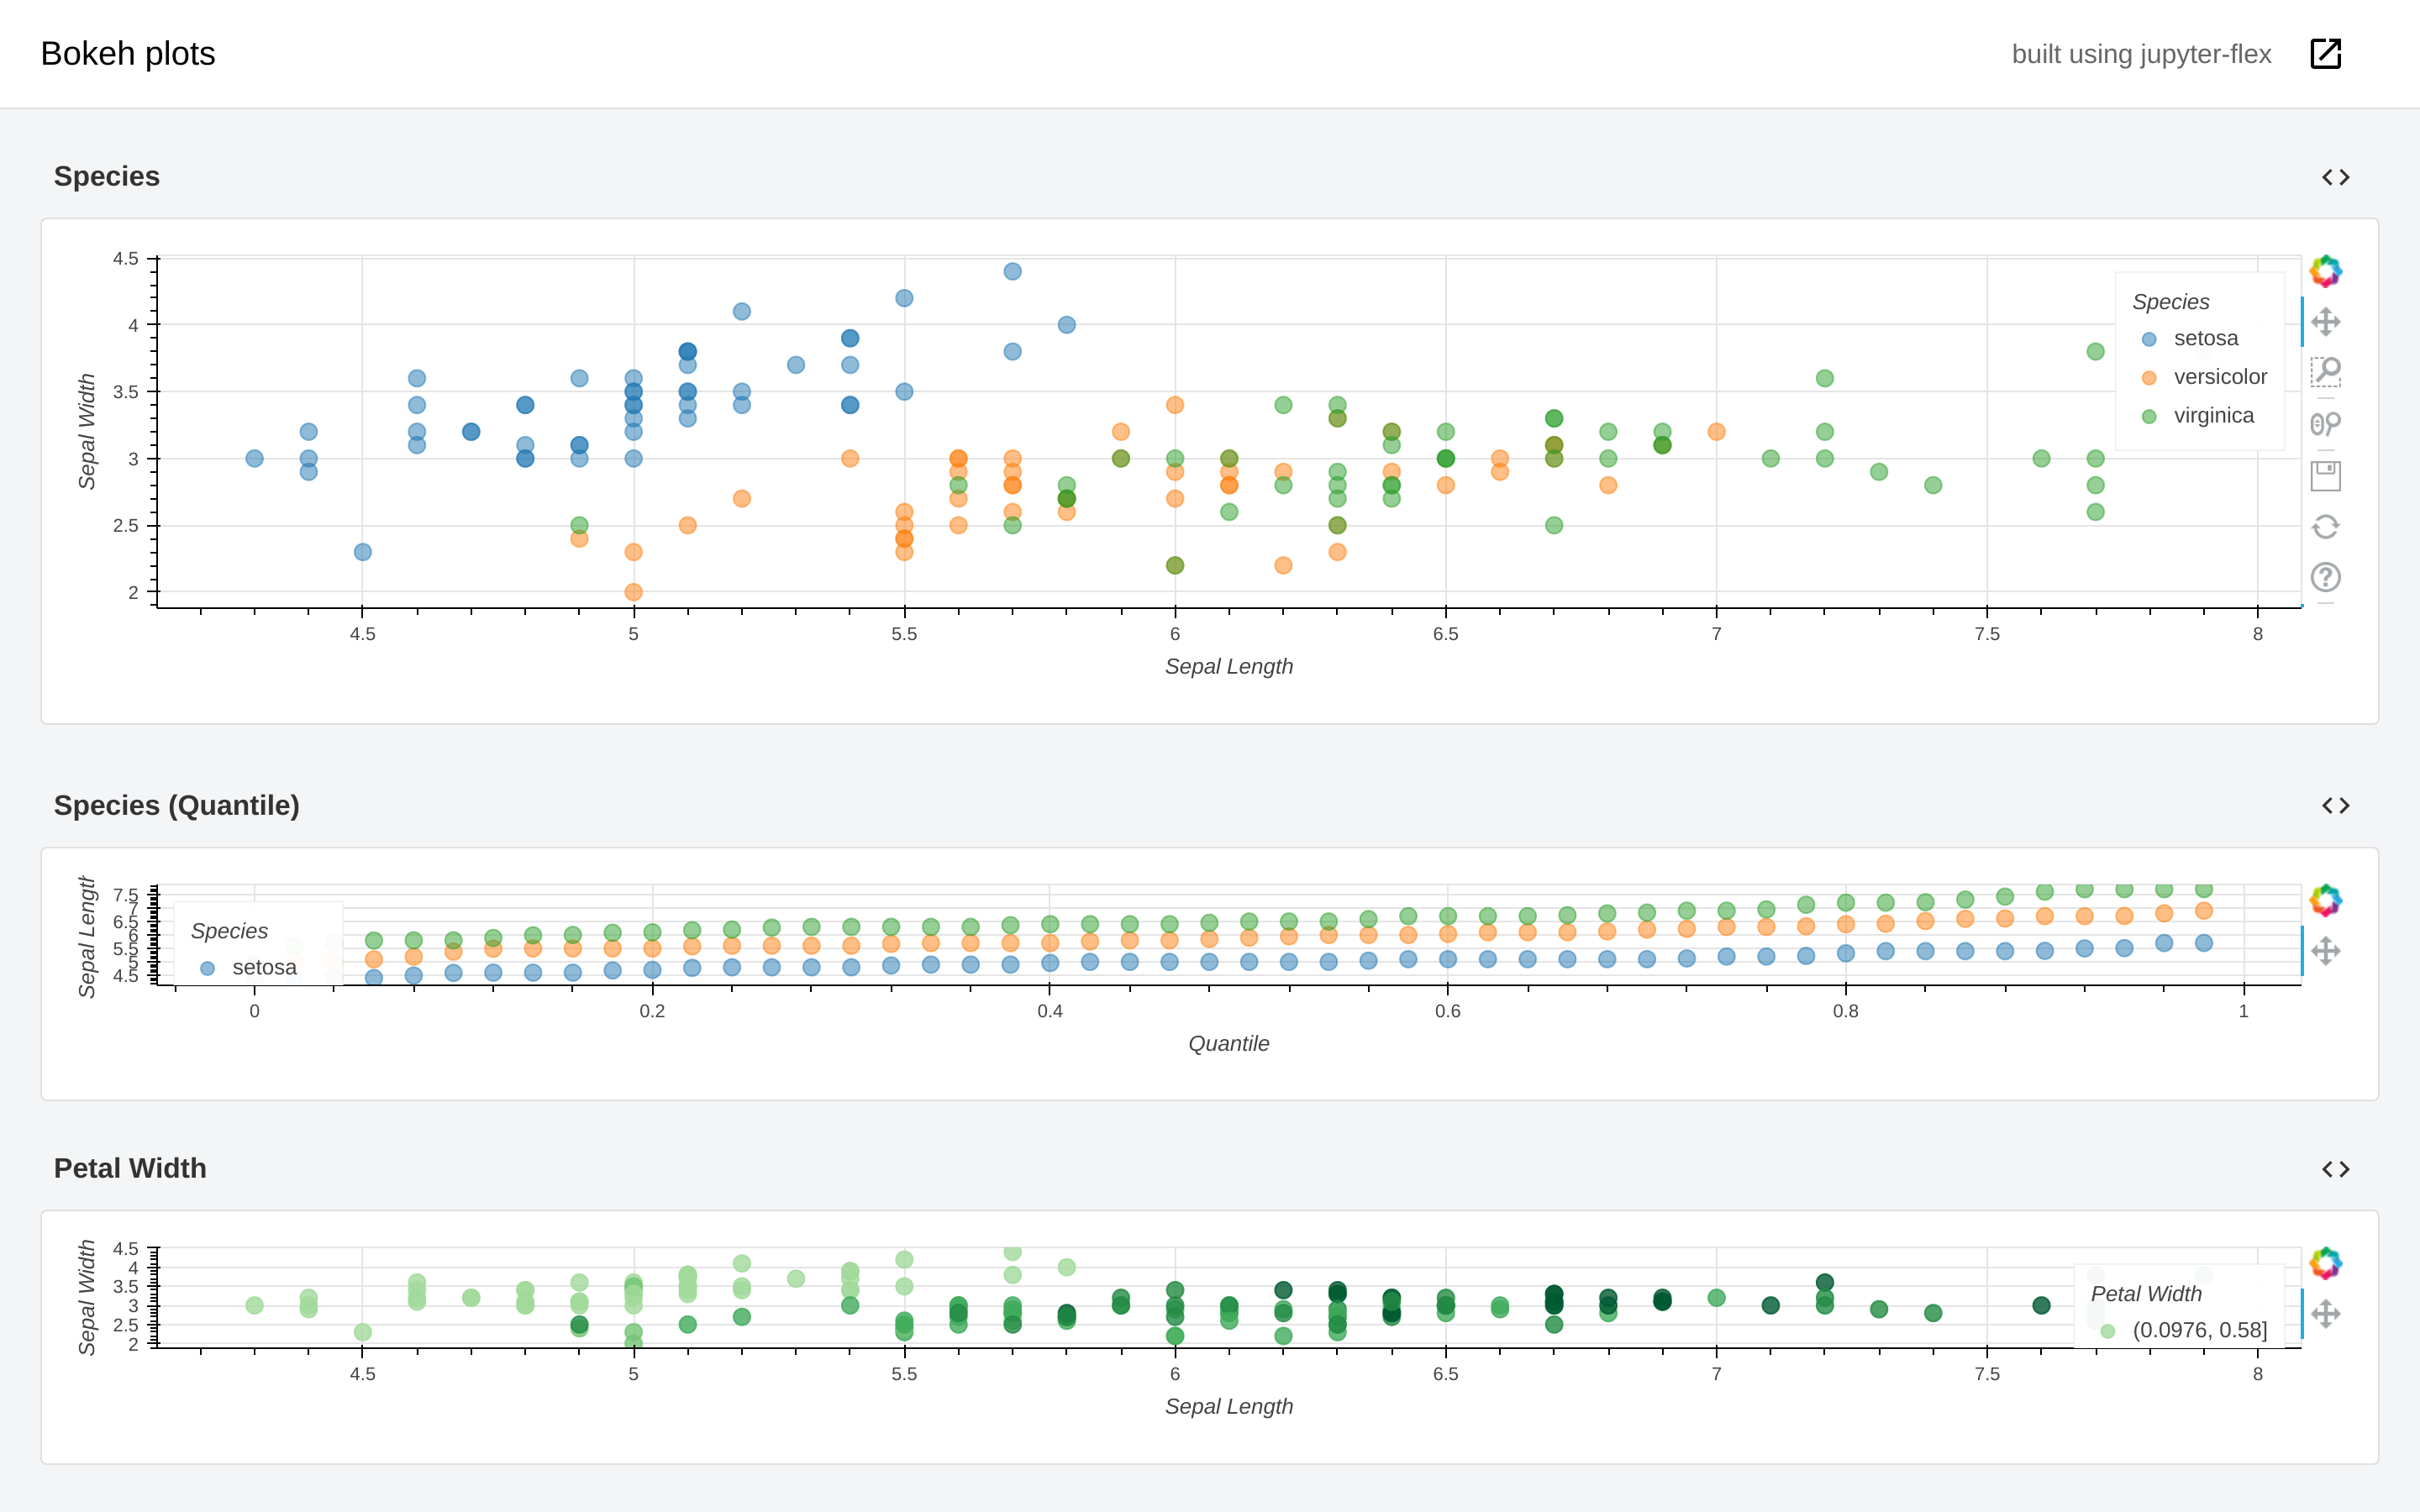 Bokeh plots
built using jupyter-flex
Species
Sepal Width
4.5
4
3.5
3
2.5
2
Species
setosa
versicolor
virginica
4.5 5 5.5 6 6.5 7 7.5 8
Sepal Length
Species (Quantile)
Sepal Length
7.5
7
6.5
6
5.5
5
4.5
Species
setosa
0 0.2 0.4 0.6 0.8 1
Quantile
Petal Width
Sepal Width
4.5
4
3.5
3
2.5
2
Petal Width
(0.0976, 0.58]
4.5 5 5.5 6 6.5 7 7.5 8
Sepal Length